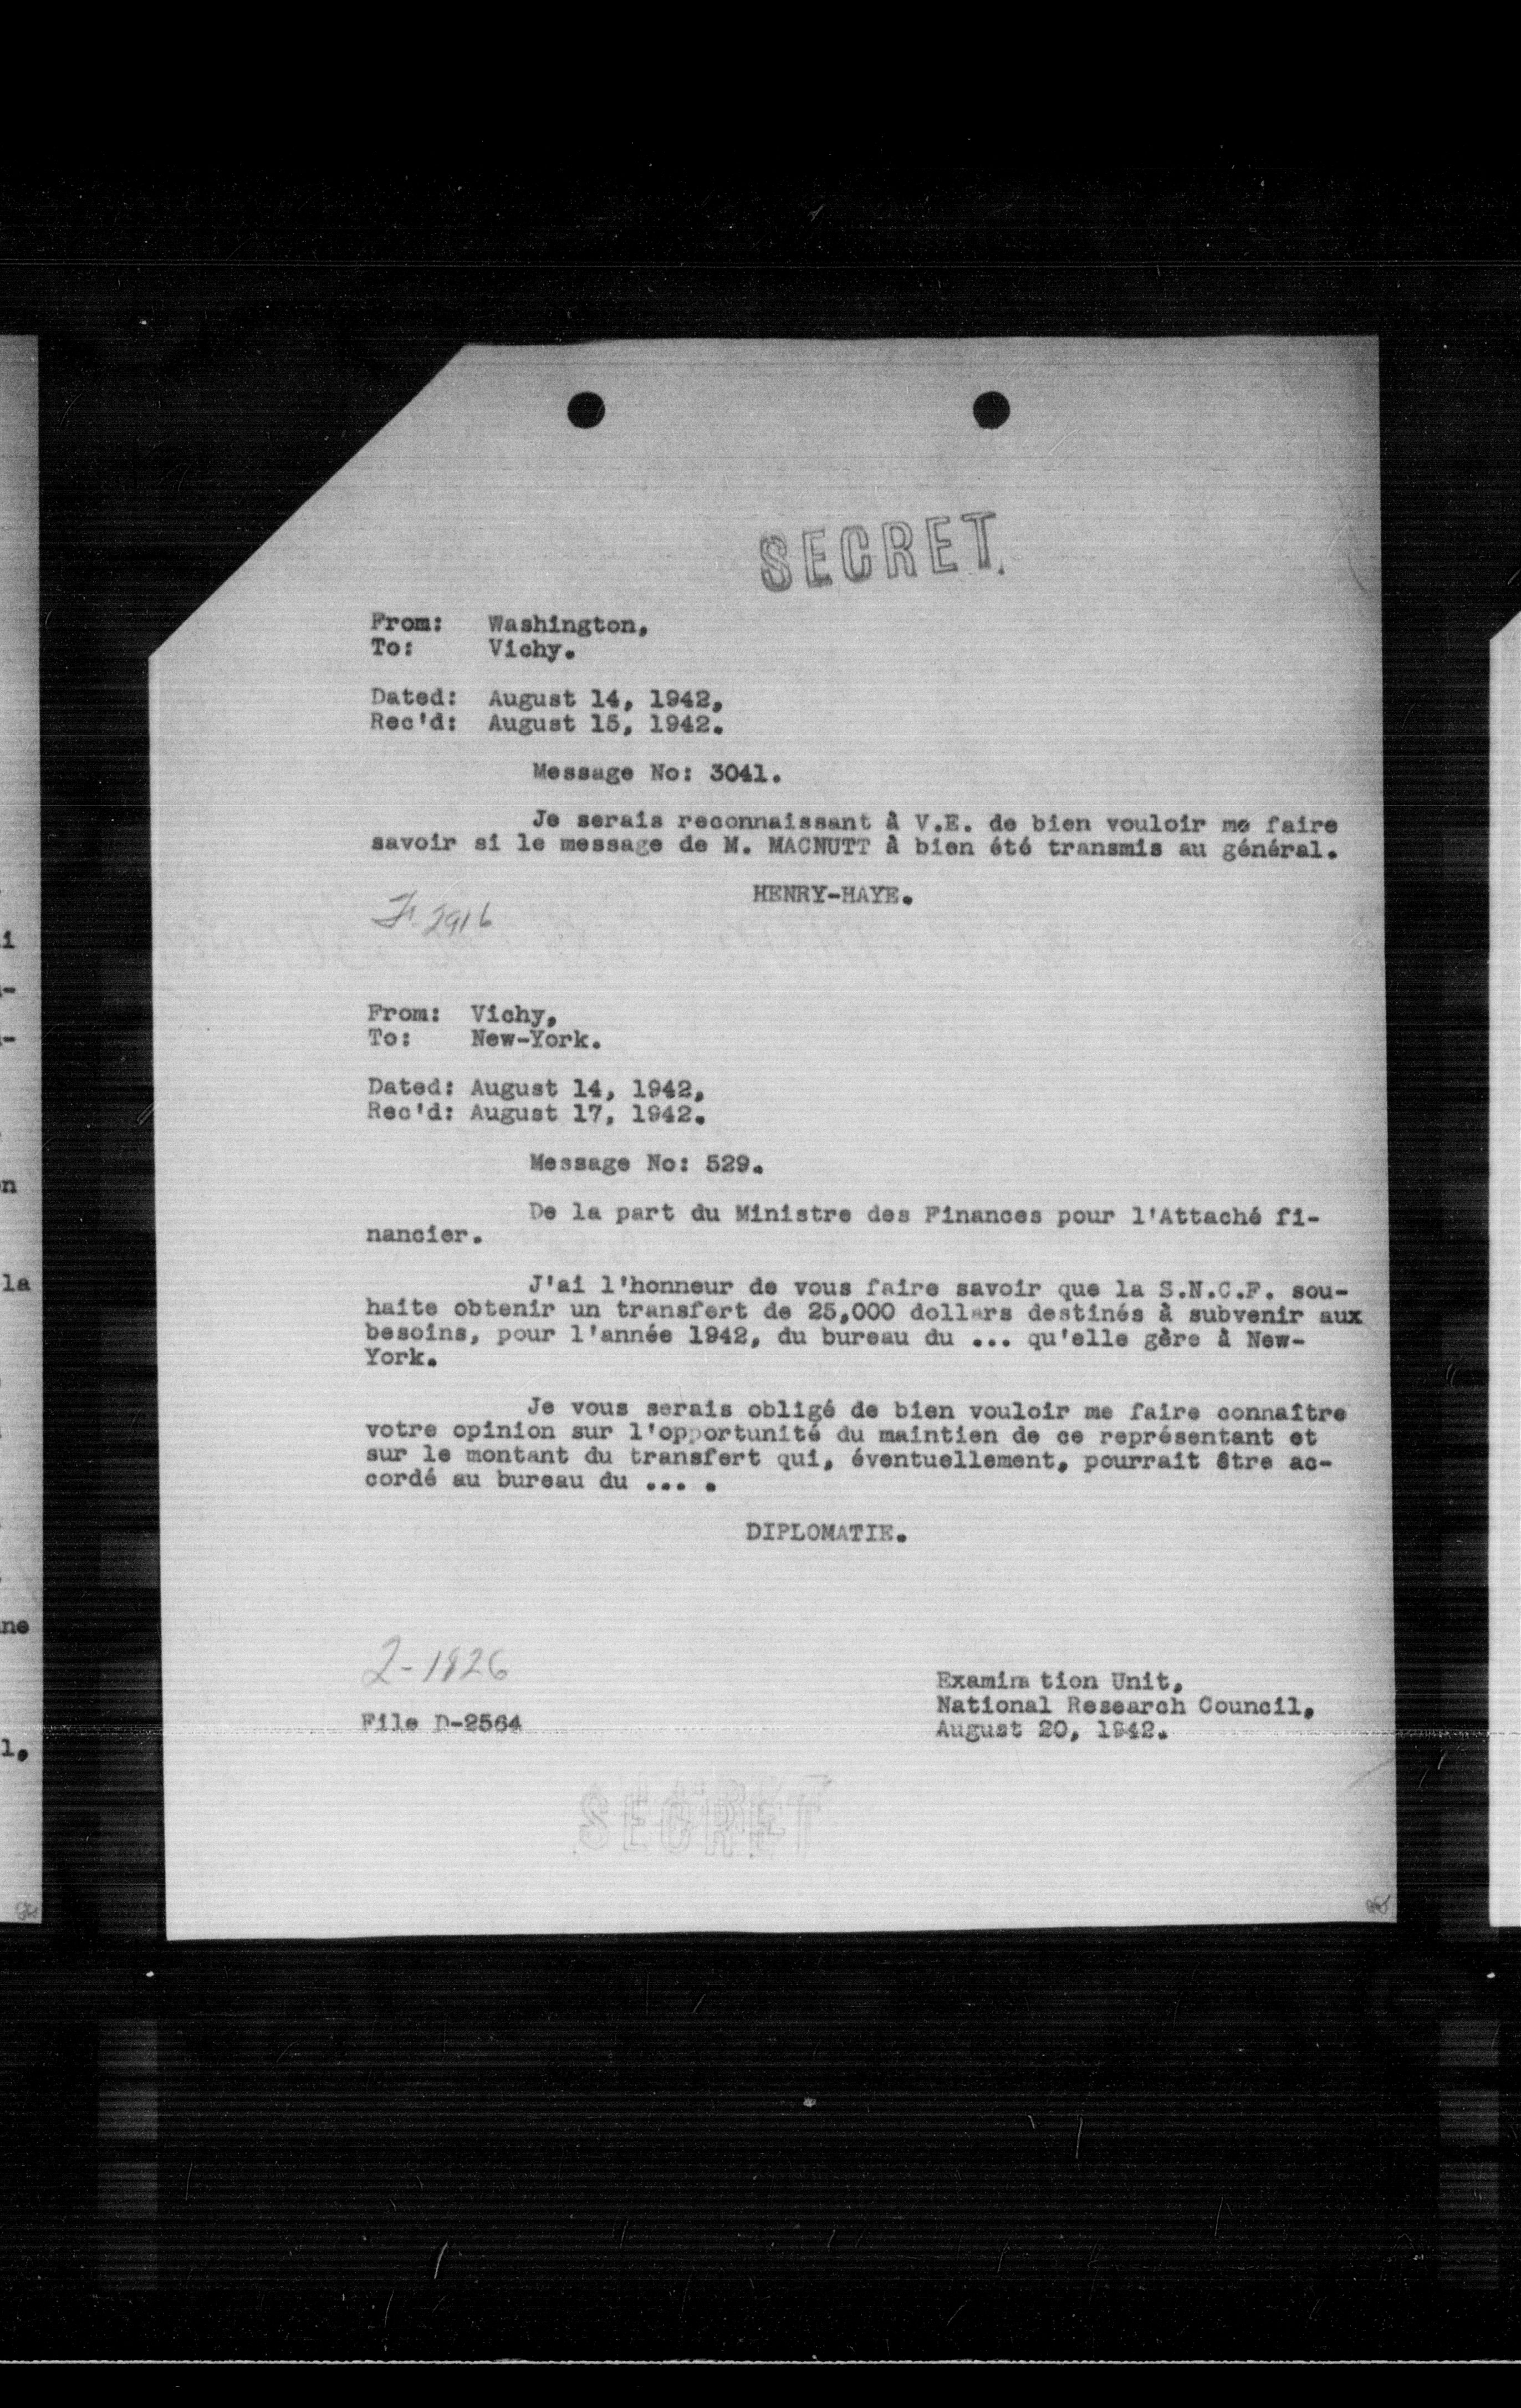 SECRET
From: Washington,
To: Vichy.
Dated: August 14, 1942,
Rec'd: August 15, 1942.
Message No: 3041.
Je serais reconnaissant à V.E. de bien vouloir me faire
savoir si le message de M. MACNUTT à bien été transmis au général.
HENRY-HAYE.
2916
From: Vichy,
To: New-York.
Dated: August 14, 1942,
Rec'd: August 17, 1942.
Message No: 529.
De la part du Ministre des Finances pour l'Attaché fi-
nancier.
J'ai l'honneur de vous faire savoir que la S.N.C.F. sou-
haite obtenir un transfert de 25,000 dollars destinés à subvenir aux
besoins, pour l'année 1942, du bureau du ... qu'elle gère à New-
York.
Je vous serais obligé de bien vouloir me faire connaître
votre opinion sur l'opportunité du maintien de ce représentant et
sur le montant du transfert qui, éventuellement, pourrait être ac-
cordé au bureau du ... .
DIPLOMATIE.
2-1826
File D-2564
Examina tion Unit,
National Research Council,
August 20, 1942.
SECRET